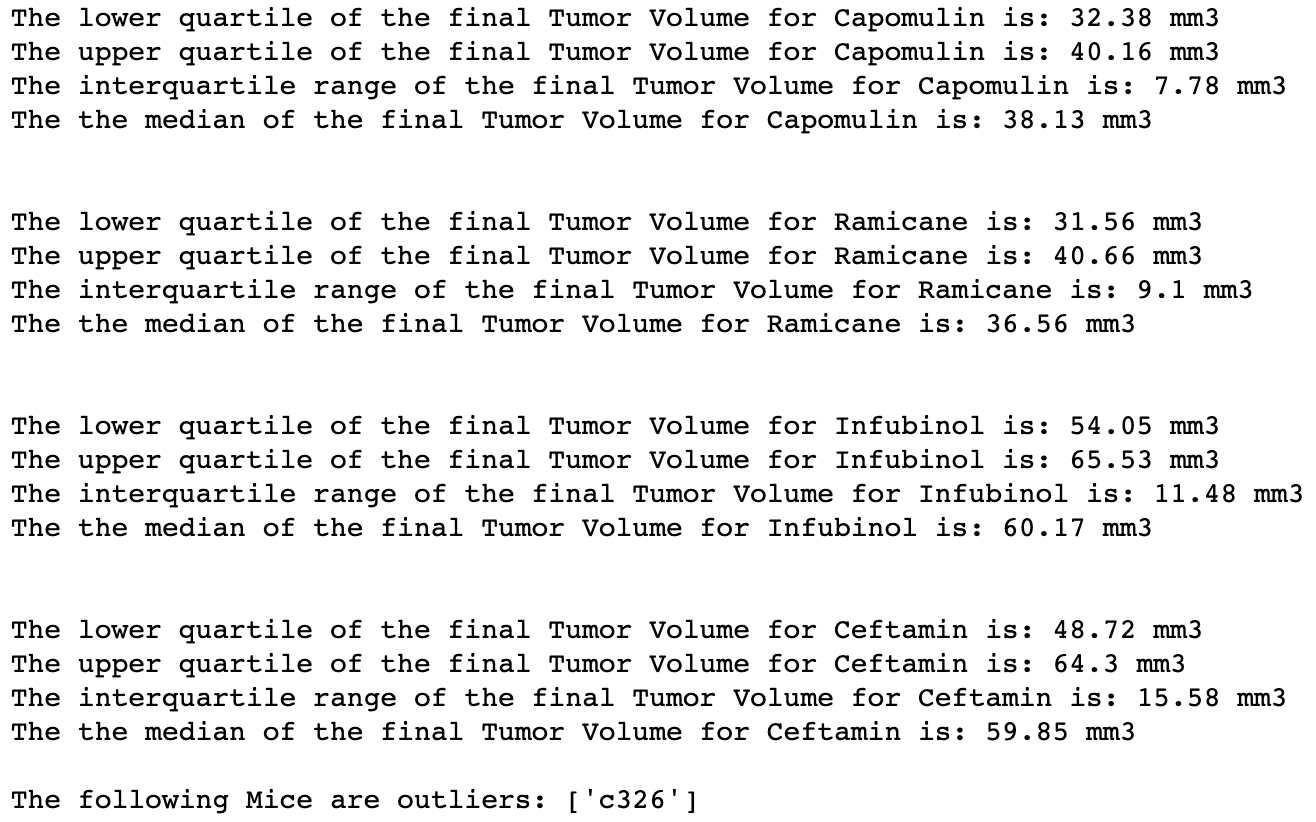 The lower quartile of the final Tumor Volume for Capomulin is: 32.38 mm3
The upper quartile of the final Tumor Volume for Capomulin is: 40.16 mm3
The interquartile range of the final Tumor Volume for Capomulin is: 7.78 mm3
The the median of the final Tumor Volume for Capomulin is: 38.13 mm3
The lower quartile of the final Tumor Volume for Ramicane is: 31.56 mm3
The upper quartile of the final Tumor Volume for Ramicane is: 40.66 mm3
The interquartile range of the final Tumor Volume for Ramicane is: 9.1 mm3
The the median of the final Tumor Volume for Ramicane is: 36.56 mm3
The lower quartile of the final Tumor Volume for Infubinol is: 54.05 mm3
The upper quartile of the final Tumor Volume for Infubinol is: 65.53 mm3
The interquartile range of the final Tumor Volume for Infubinol is: 11.48 mm3
The the median of the final Tumor Volume for Infubinol is: 60.17 mm3
The lower quartile of the final Tumor Volume for Ceftamin is: 48.72 mm3
The upper quartile of the final Tumor Volume for Ceftamin is: 64.3 mm3
The interquartile range of the final Tumor Volume for Ceftamin is: 15.58 mm3
The the median of the final Tumor Volume for Ceftamin is: 59.85 mm3
The following Mice are outliers: ['c326']